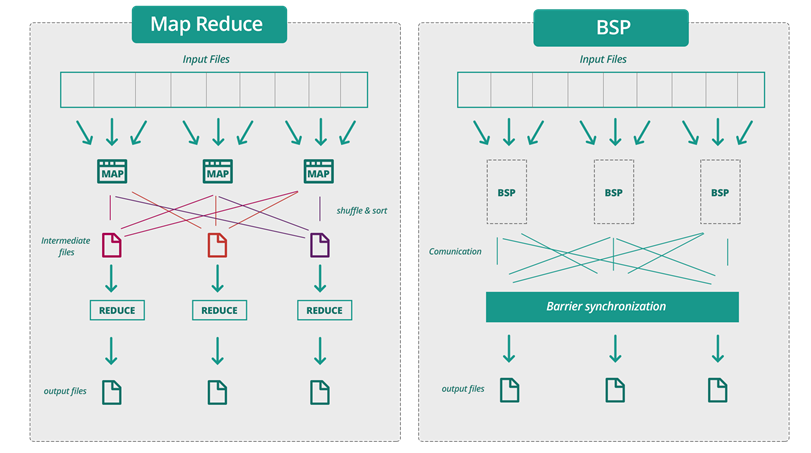 Map Reduce
Input Files
MAP
MAP
MAP
shuffle & sort
Intermediate
files
REDUCE
REDUCE
REDUCE
output files
BSP
Input Files
BSP
BSP
BSP
Comunication
Barrier synchronization
output files